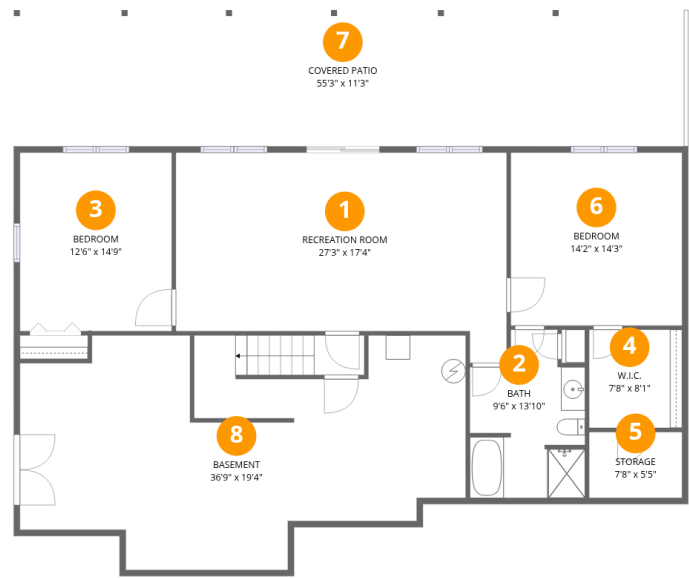 7
COVERED PATIO
55'3" x 11'3"
3
BEDROOM
12'6" x 14'9"
1
RECREATION ROOM
27'3" x 17'4"
6
BEDROOM
14'2" x 14'3"
2
BATH
9'6" x 13'10"
4
W.I.C.
7'8" x 8'1"
5
STORAGE
7'8" x 5'5"
8
BASEMENT
36'9" x 19'4"